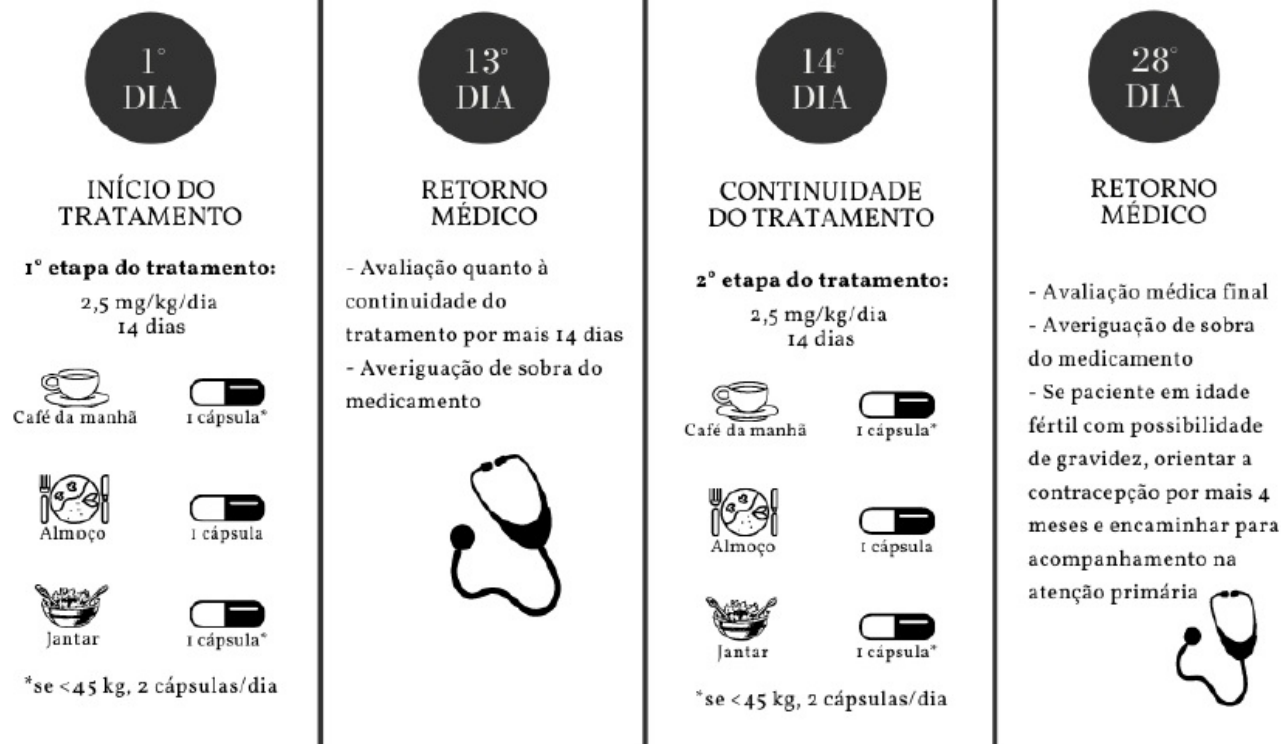 1°
DIA
INÍCIO DO
TRATAMENTO
1° etapa do tratamento:
2,5 mg/kg/dia
14 dias
Café da manhã
1 cápsula*
Almoço
1 cápsula
Jantar
1 cápsula*
*se <45 kg, 2 cápsulas/dia
13°
DIA
RETORNO
MÉDICO
- Avaliação quanto à
continuidade do
tratamento por mais 14 dias
- Averiguação de sobra do
medicamento
14°
DIA
CONTINUIDADE
DO TRATAMENTO
2° etapa do tratamento:
2,5 mg/kg/dia
14 dias
Café da manhã
1 cápsula*
Almoço
1 cápsula
Jantar
1 cápsula*
*se <45 kg, 2 cápsulas/dia
28°
DIA
RETORNO
MÉDICO
- Avaliação médica final
- Averiguação de sobra
do medicamento
- Se paciente em idade
fértil com possibilidade
de gravidez, orientar a
contracepção por mais 4
meses e encaminhar para
acompanhamento na
atenção primária